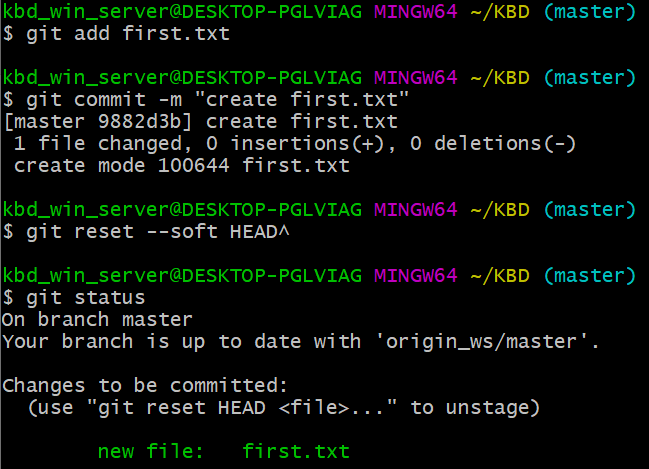 kbd_win_server@DESKTOP-PGLVIAG MINGW64 ~/KBD (master)
$ git add first.txt
kbd_win_server@DESKTOP-PGLVIAG MINGW64 ~/KBD (master)
$ git commit -m "create first.txt"
[master 9882d3b] create first.txt
 1 file changed, 0 insertions(+), 0 deletions(-)
 create mode 100644 first.txt
kbd_win_server@DESKTOP-PGLVIAG MINGW64 ~/KBD (master)
$ git reset --soft HEAD^
kbd_win_server@DESKTOP-PGLVIAG MINGW64 ~/KBD (master)
$ git status
On branch master
Your branch is up to date with 'origin_ws/master'.
Changes to be committed:
  (use "git reset HEAD <file>..." to unstage)
        new file:   first.txt